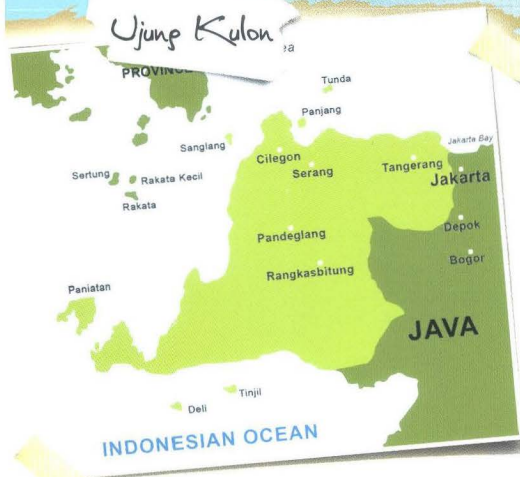 Ujung Kulon
PROVINC
Tunda
Panjang
Sangiang
Jakarta Bay
Cilegon
Serang
Tangerang
Jakarta
Sertung
Rakata Kecil
Rakata
Depok
Pandeglang
Bogor
Rangkasbitung
Paniatan
JAVA
Tinjil
Deli
INDONESIAN OCEAN